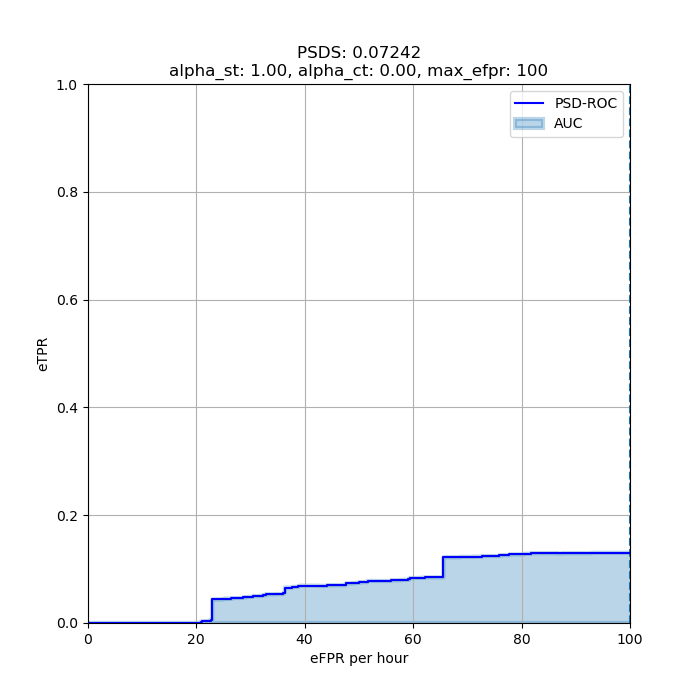 PSDS: 0.07242
alpha_st: 1.00, alpha_ct: 0.00, max_efpr: 100
PSD-ROC
AUC
1.0
0.8
0.6
0.4
0.2
0.0
eTPR
0 20 40 60 80 100
eFPR per hour